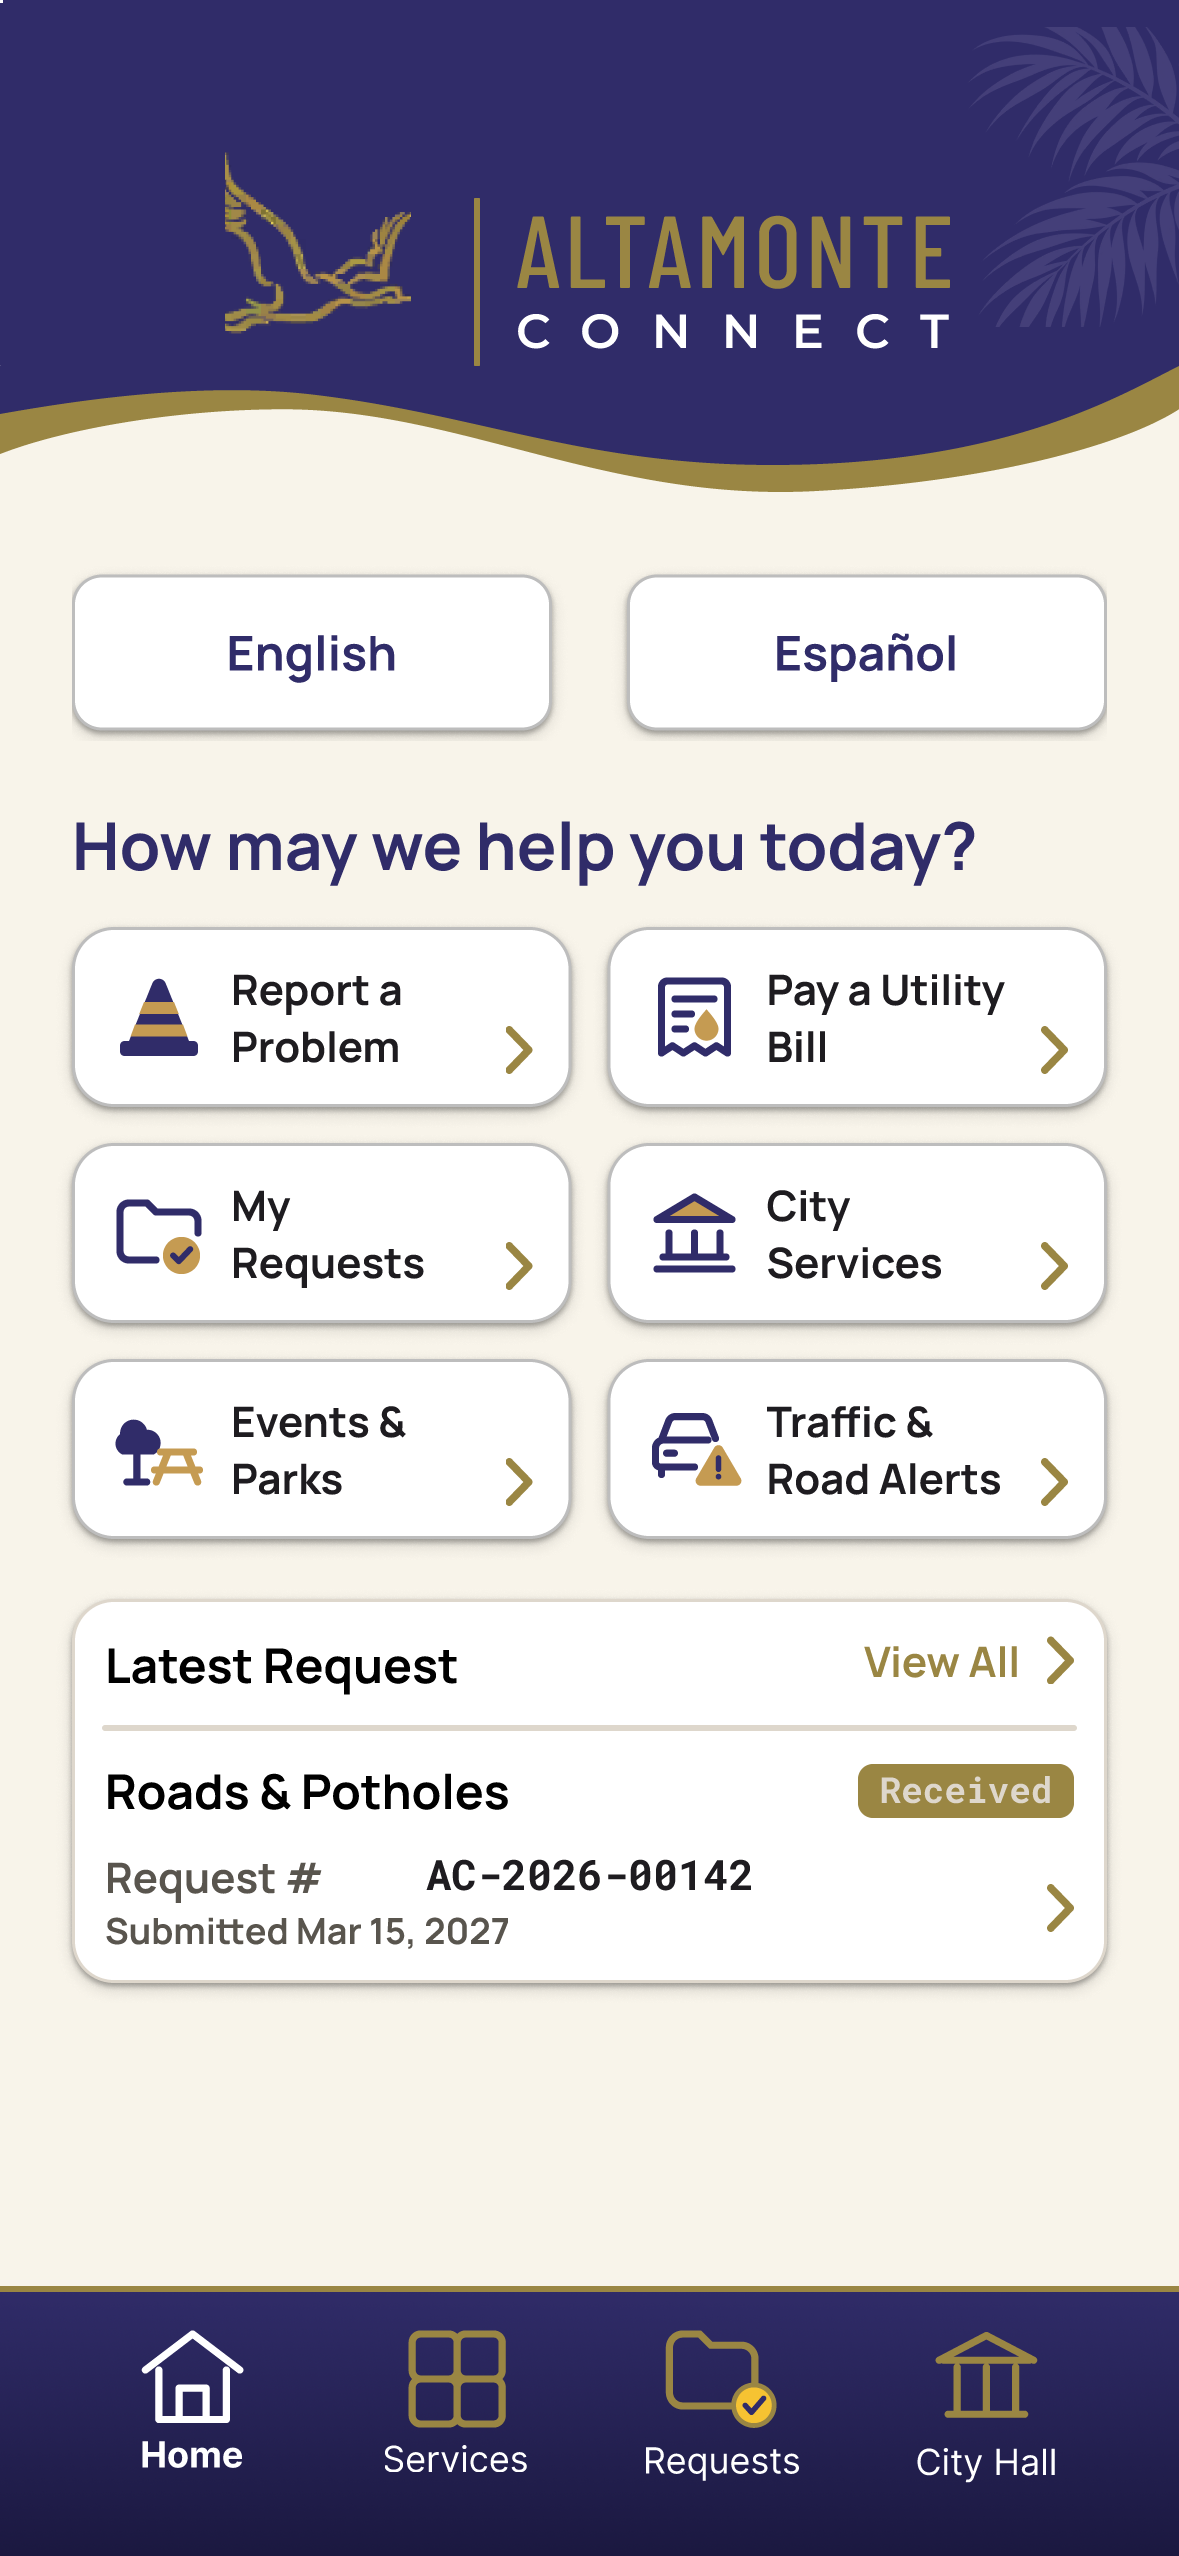 ALTAMONTE
CONNECT
English
Español
How may we help you today?
Report a
Problem
Pay a Utility
Bill
My
Requests
City
Services
Events &
Parks
Traffic &
Road Alerts
Latest Request
View All
Roads & Potholes
Received
Request #
AC-2026-00142
Submitted Mar 15, 2027
Home
Services
Requests
City Hall